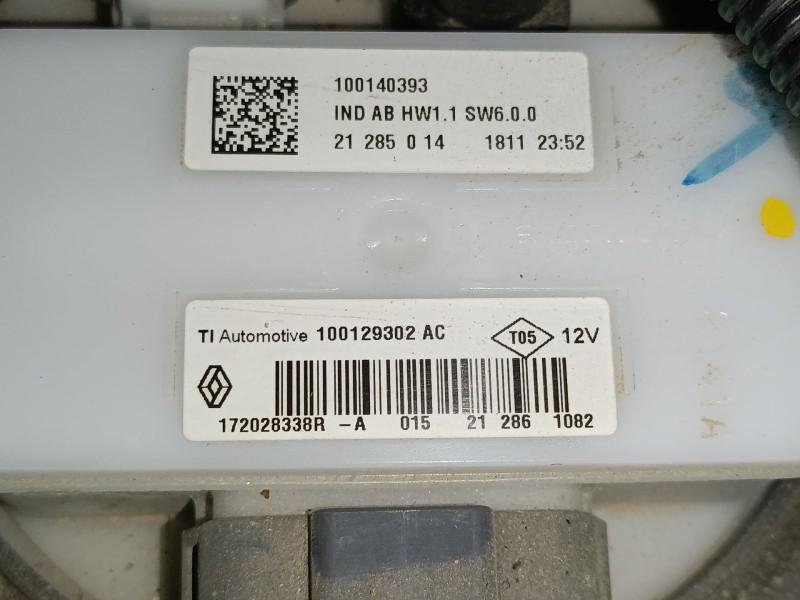 100140393
IND AB HW1.1 SW6.0.0
21 285 0 14 1811 23:52
TI Automotive 100129302 AC T05 12V
172028338R -A 015 21 286 1082